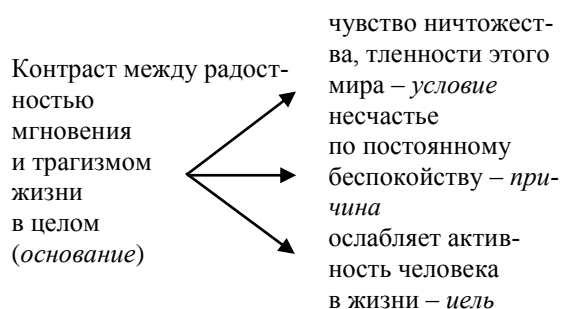 Контраст между радост-
ностью
мгновения
и трагизмом
жизни
в целом
(основание)
чувство ничтожест-
ва, тленности этого
мира – условие
несчастье
по постоянному
беспокойству – при-
чина
ослабляет актив-
ность человека
в жизни – цель